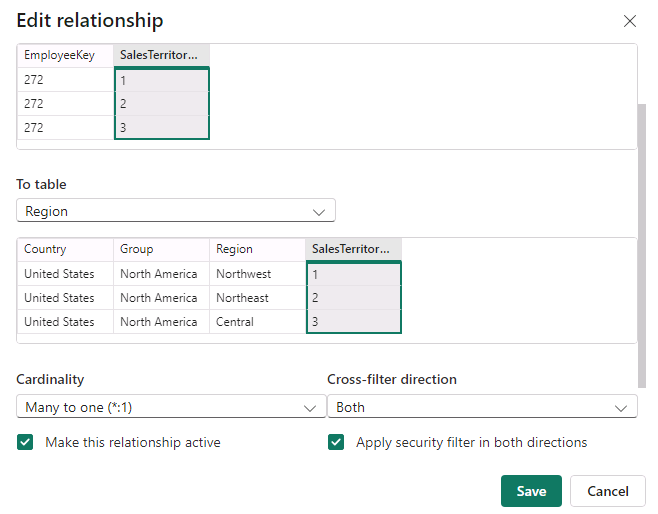 Edit relationship
EmployeeKey SalesTerritor...
272 1
272 2
272 3
To table
Region
Country Group Region SalesTerritor...
United States North America Northwest 1
United States North America Northeast 2
United States North America Central 3
Cardinality Cross-filter direction
Many to one (*:1) Both
Make this relationship active Apply security filter in both directions
Save Cancel